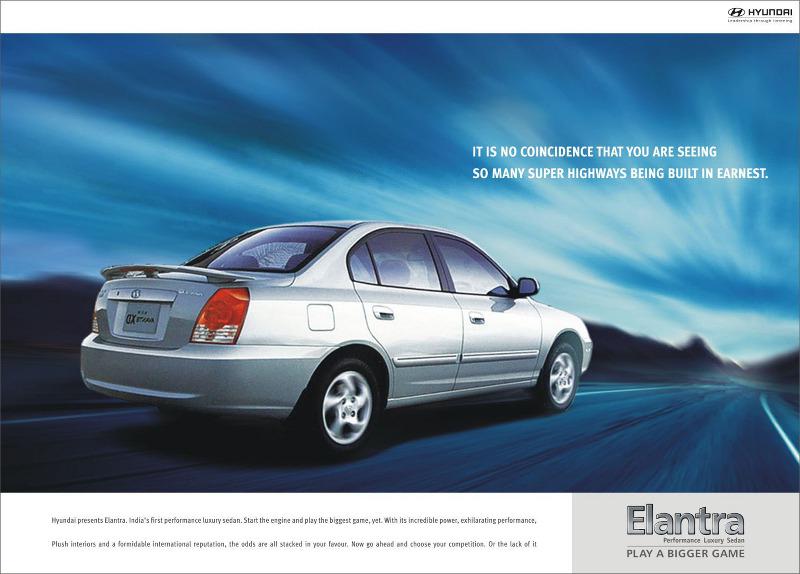 HYUNDAI
Leadership through listening
IT IS NO COINCIDENCE THAT YOU ARE SEEING
SO MANY SUPER HIGHWAYS BEING BUILT IN EARNEST.
Hyundai presents Elantra. India's first performance luxury sedan. Start the engine and play the biggest game, yet. With its incredible power, exhilarating performance,
Plush interiors and a formidable international reputation, the odds are all stacked in your favour. Now go ahead and choose your competition. Or the lack of it
Elantra
Performance Luxury Sedan
PLAY A BIGGER GAME